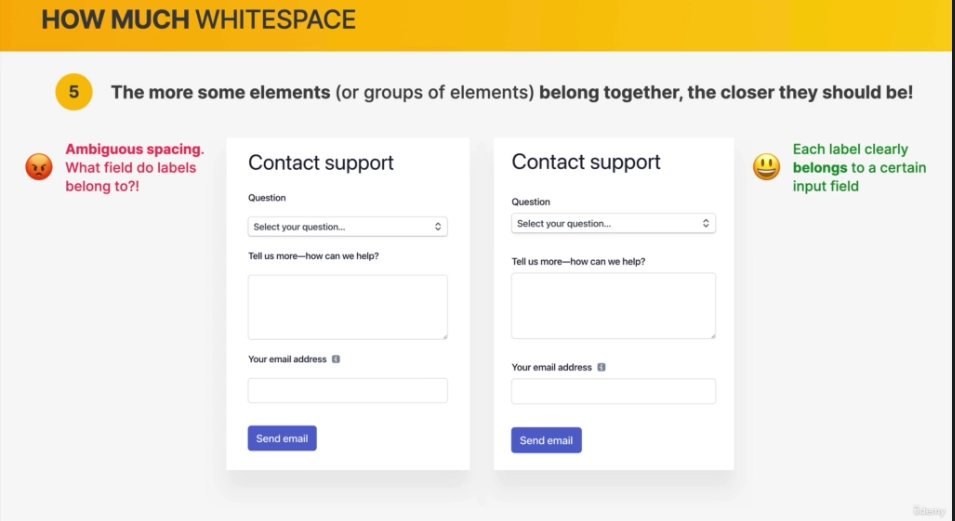 HOW MUCH WHITESPACE
5
The more some elements (or groups of elements) belong together, the closer they should be!
Ambiguous spacing.
What field do labels
belong to?!
Contact support
Question
Select your question...
Tell us more—how can we help?
Your email address
Send email
Contact support
Question
Select your question...
Tell us more—how can we help?
Your email address
Send email
Each label clearly
belongs to a certain
input field
Udemy